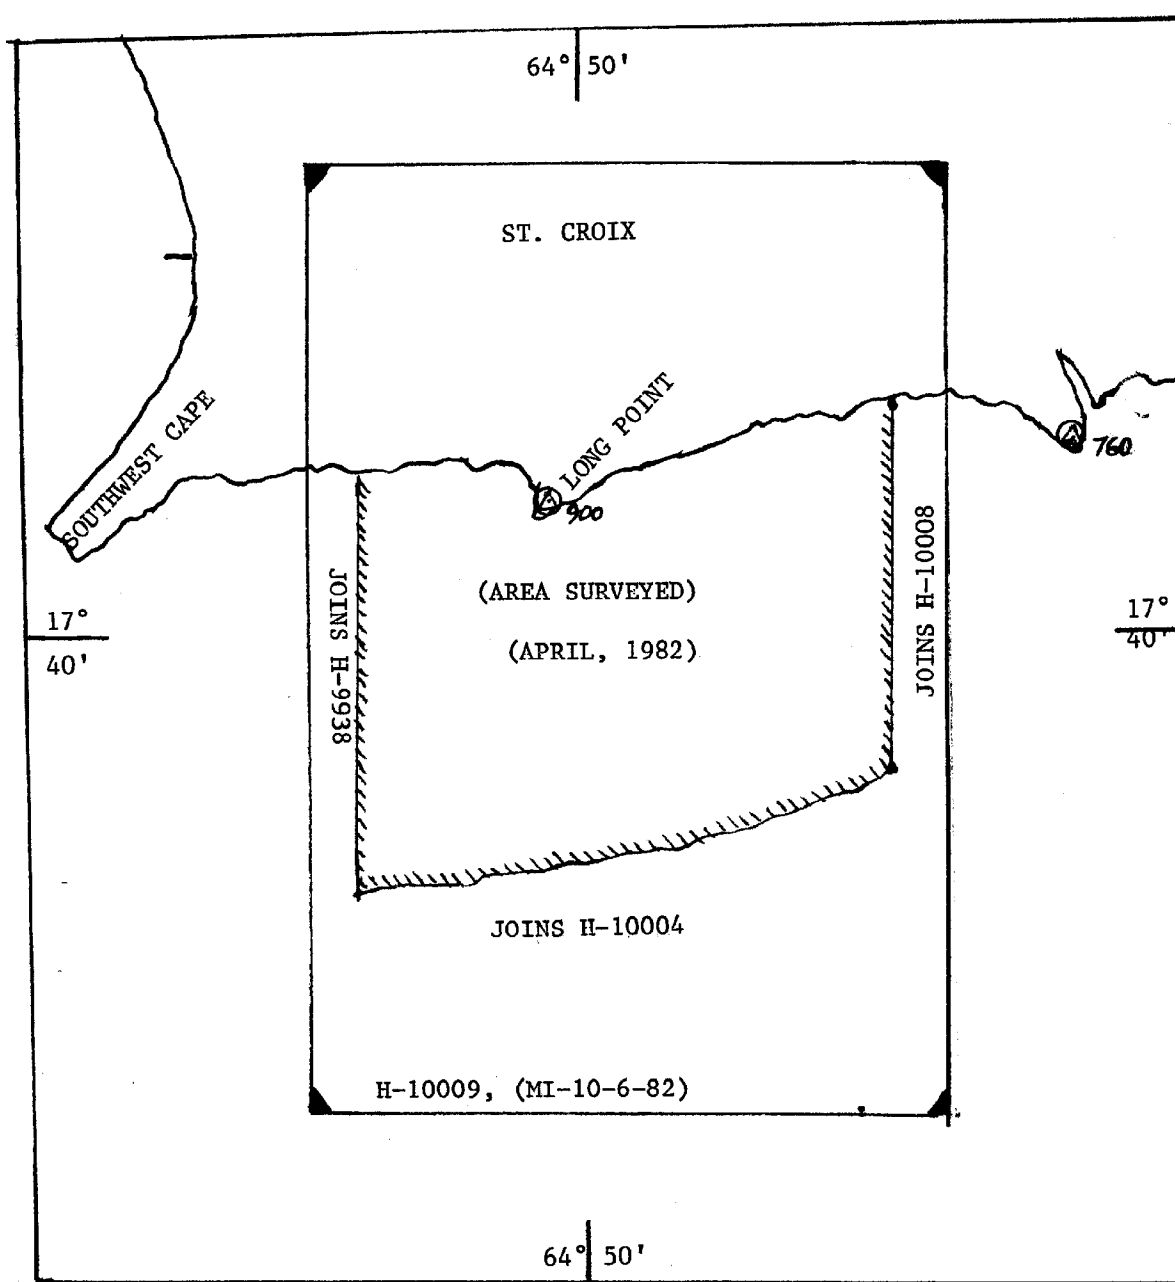 64° 50'
ST. CROIX
SOUTHWEST CAPE
LONG POINT
900
760
17°
40'
JOINS H-9938
(AREA SURVEYED)
(APRIL, 1982)
JOINS H-10008
17°
40'
JOINS H-10004
H-10009, (MI-10-6-82)
64° 50'